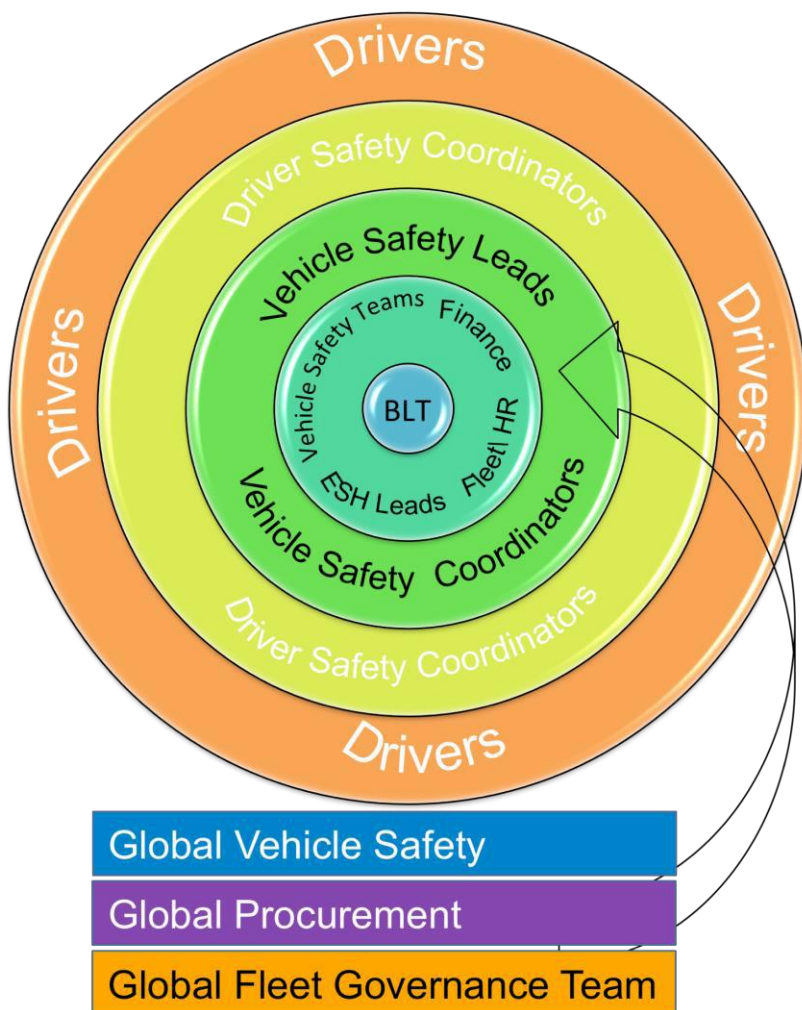 Drivers
Driver Safety Coordinators
Vehicle Safety Leads
Vehicle Safety Teams
Finance
Drivers
BLT
Drivers
Fleet\ HR
ESH Leads
Vehicle Safety Coordinators
Driver Safety Coordinators
Drivers
Global Vehicle Safety
Global Procurement
Global Fleet Governance Team